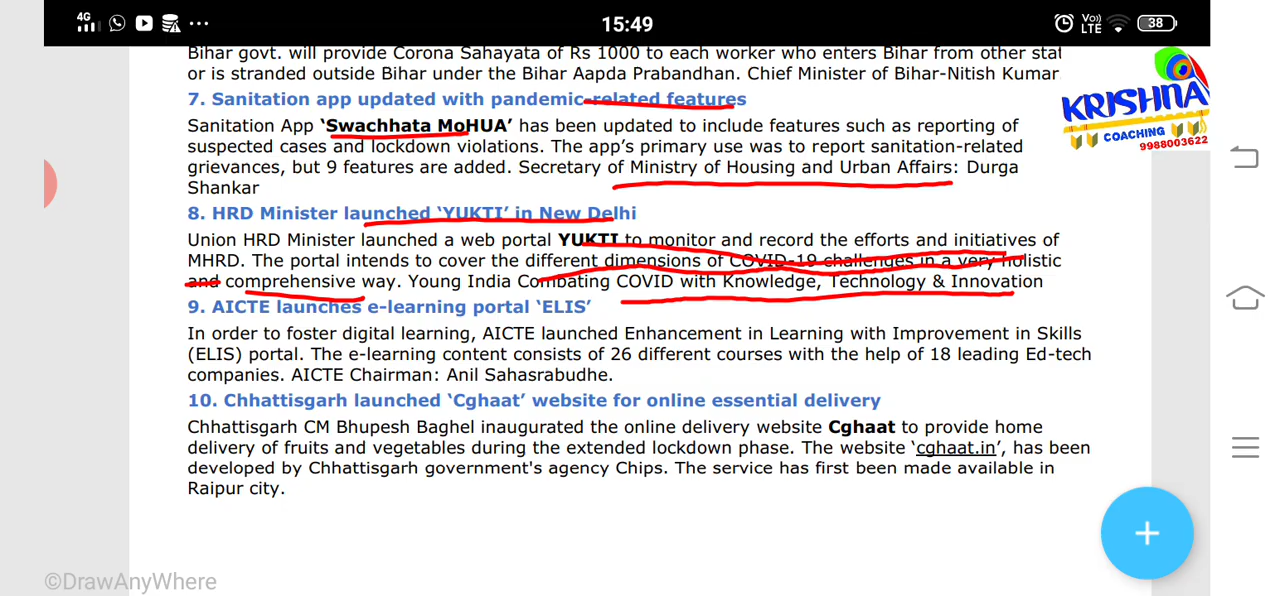 4G
15:49
Vo))
LTE
38
Bihar govt. will provide Corona Sahayata of Rs 1000 to each worker who enters Bihar from other stat
or is stranded outside Bihar under the Bihar Aapda Prabandhan. Chief Minister of Bihar-Nitish Kumar
7. Sanitation app updated with pandemic-related features
Sanitation App ‘Swachhata MoHUA’ has been updated to include features such as reporting of
suspected cases and lockdown violations. The app’s primary use was to report sanitation-related
grievances, but 9 features are added. Secretary of Ministry of Housing and Urban Affairs: Durga
Shankar
8. HRD Minister launched ‘YUKTI’ in New Delhi
Union HRD Minister launched a web portal YUKTI to monitor and record the efforts and initiatives of
MHRD. The portal intends to cover the different dimensions of COVID-19 challenges in a very holistic
and comprehensive way. Young India Combating COVID with Knowledge, Technology & Innovation
9. AICTE launches e-learning portal ‘ELIS’
In order to foster digital learning, AICTE launched Enhancement in Learning with Improvement in Skills
(ELIS) portal. The e-learning content consists of 26 different courses with the help of 18 leading Ed-tech
companies. AICTE Chairman: Anil Sahasrabudhe.
10. Chhattisgarh launched ‘Cghaat’ website for online essential delivery
Chhattisgarh CM Bhupesh Baghel inaugurated the online delivery website Cghaat to provide home
delivery of fruits and vegetables during the extended lockdown phase. The website ‘cghaat.in’, has been
developed by Chhattisgarh government's agency Chips. The service has first been made available in
Raipur city.
KRISHNA
COACHING
9988003622
©DrawAnyWhere